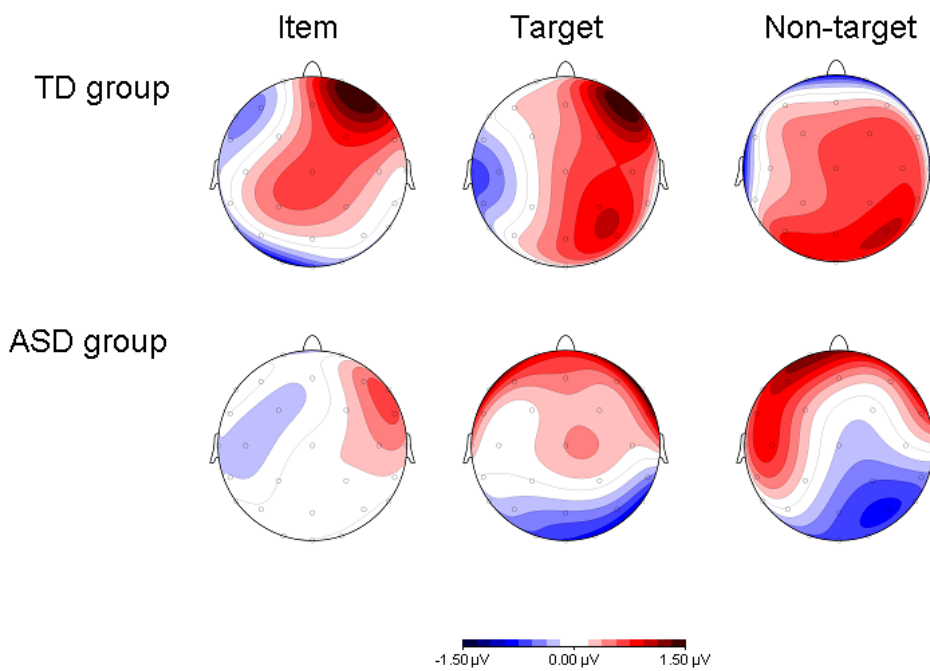 Item Target Non-target
TD group
ASD group
-1.50 µV 0.00 µV 1.50 µV